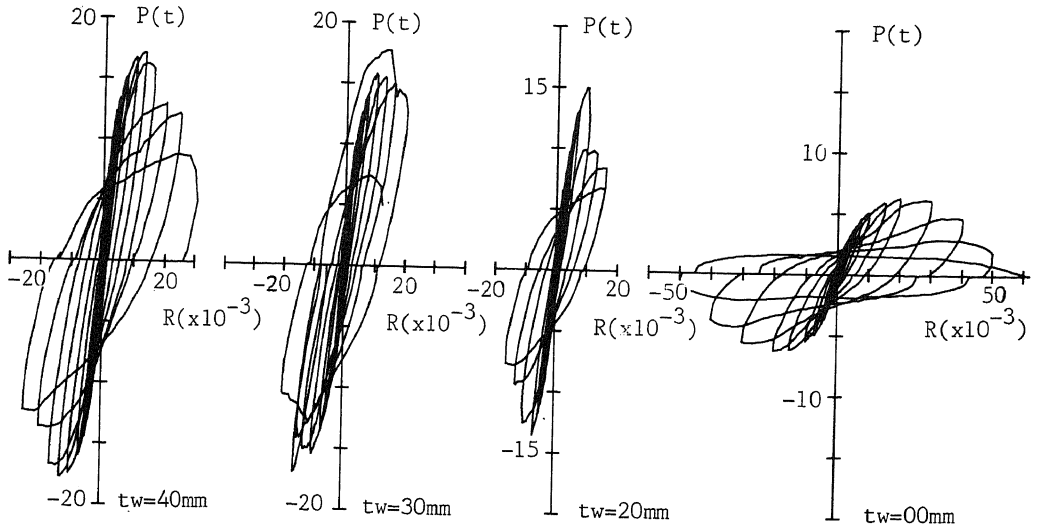 20 P(t)
-20 20
R(x10⁻³)
-20 tw=40mm
20 P(t)
-20 20
R(x10⁻³)
-20 tw=30mm
P(t)
15
-20 20
R(x10⁻³)
-15
tw=20mm
P(t)
10
-50 50
R(x10⁻³)
-10
tw=00mm